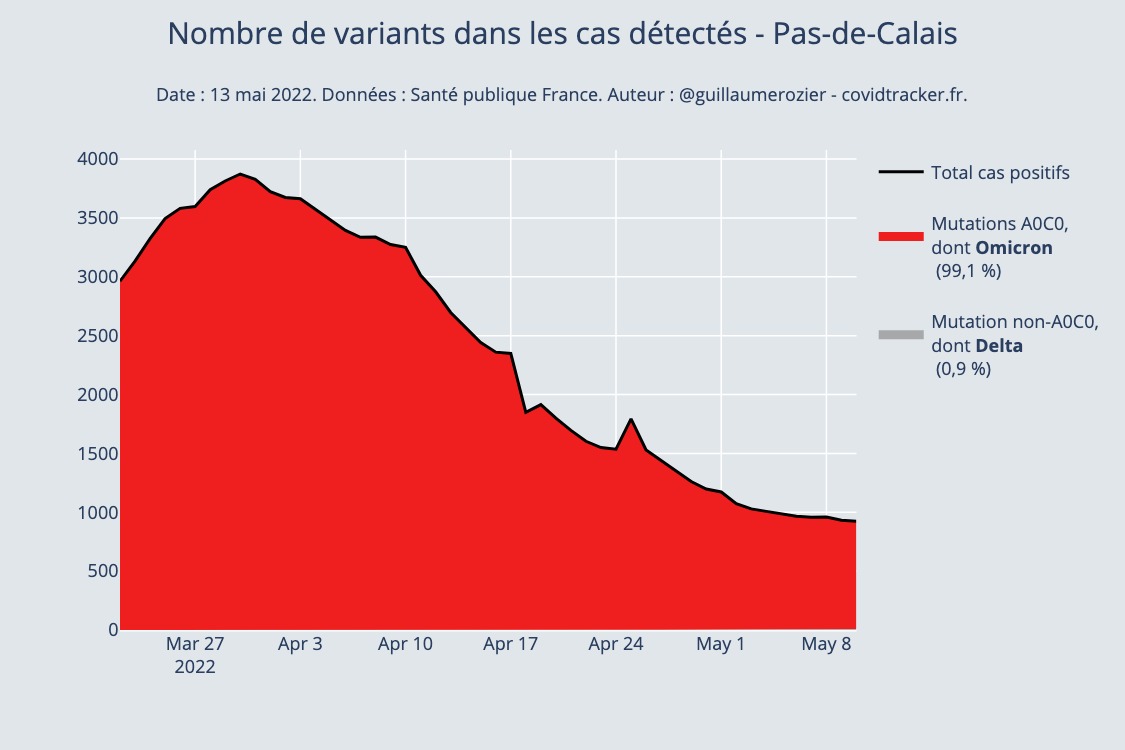 Nombre de variants dans les cas détectés - Pas-de-Calais
Date : 13 mai 2022. Données : Santé publique France. Auteur : @guillaumerozier - covidtracker.fr.
4000
3500
3000
2500
2000
1500
1000
500
0
Mar 27
2022
Apr 3
Apr 10
Apr 17
Apr 24
May 1
May 8
Total cas positifs
Mutations A0C0,
dont Omicron
(99,1 %)
Mutation non-A0C0,
dont Delta
(0,9 %)